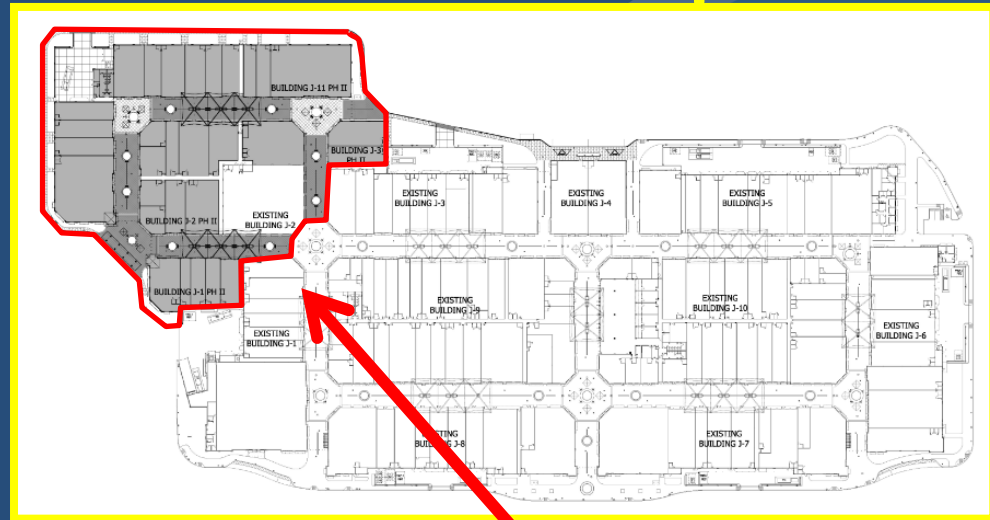 BUILDING J-11 PH II
BUILDING J-3
PH II
EXISTING
BUILDING J-3
EXISTING
BUILDING J-4
EXISTING
BUILDING J-5
BUILDING J-2 PH II
EXISTING
BUILDING J-2
BUILDING J-1 PH II
EXISTING
BUILDING J-9
EXISTING
BUILDING J-10
EXISTING
BUILDING J-1
EXISTING
BUILDING J-6
EXISTING
BUILDING J-8
EXISTING
BUILDING J-7